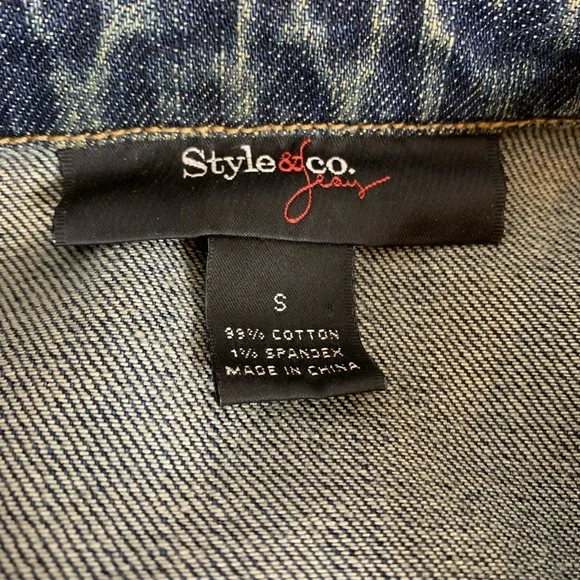 Style&co.
Jeans
S
99% COTTON
1% SPANDEX
MADE IN CHINA